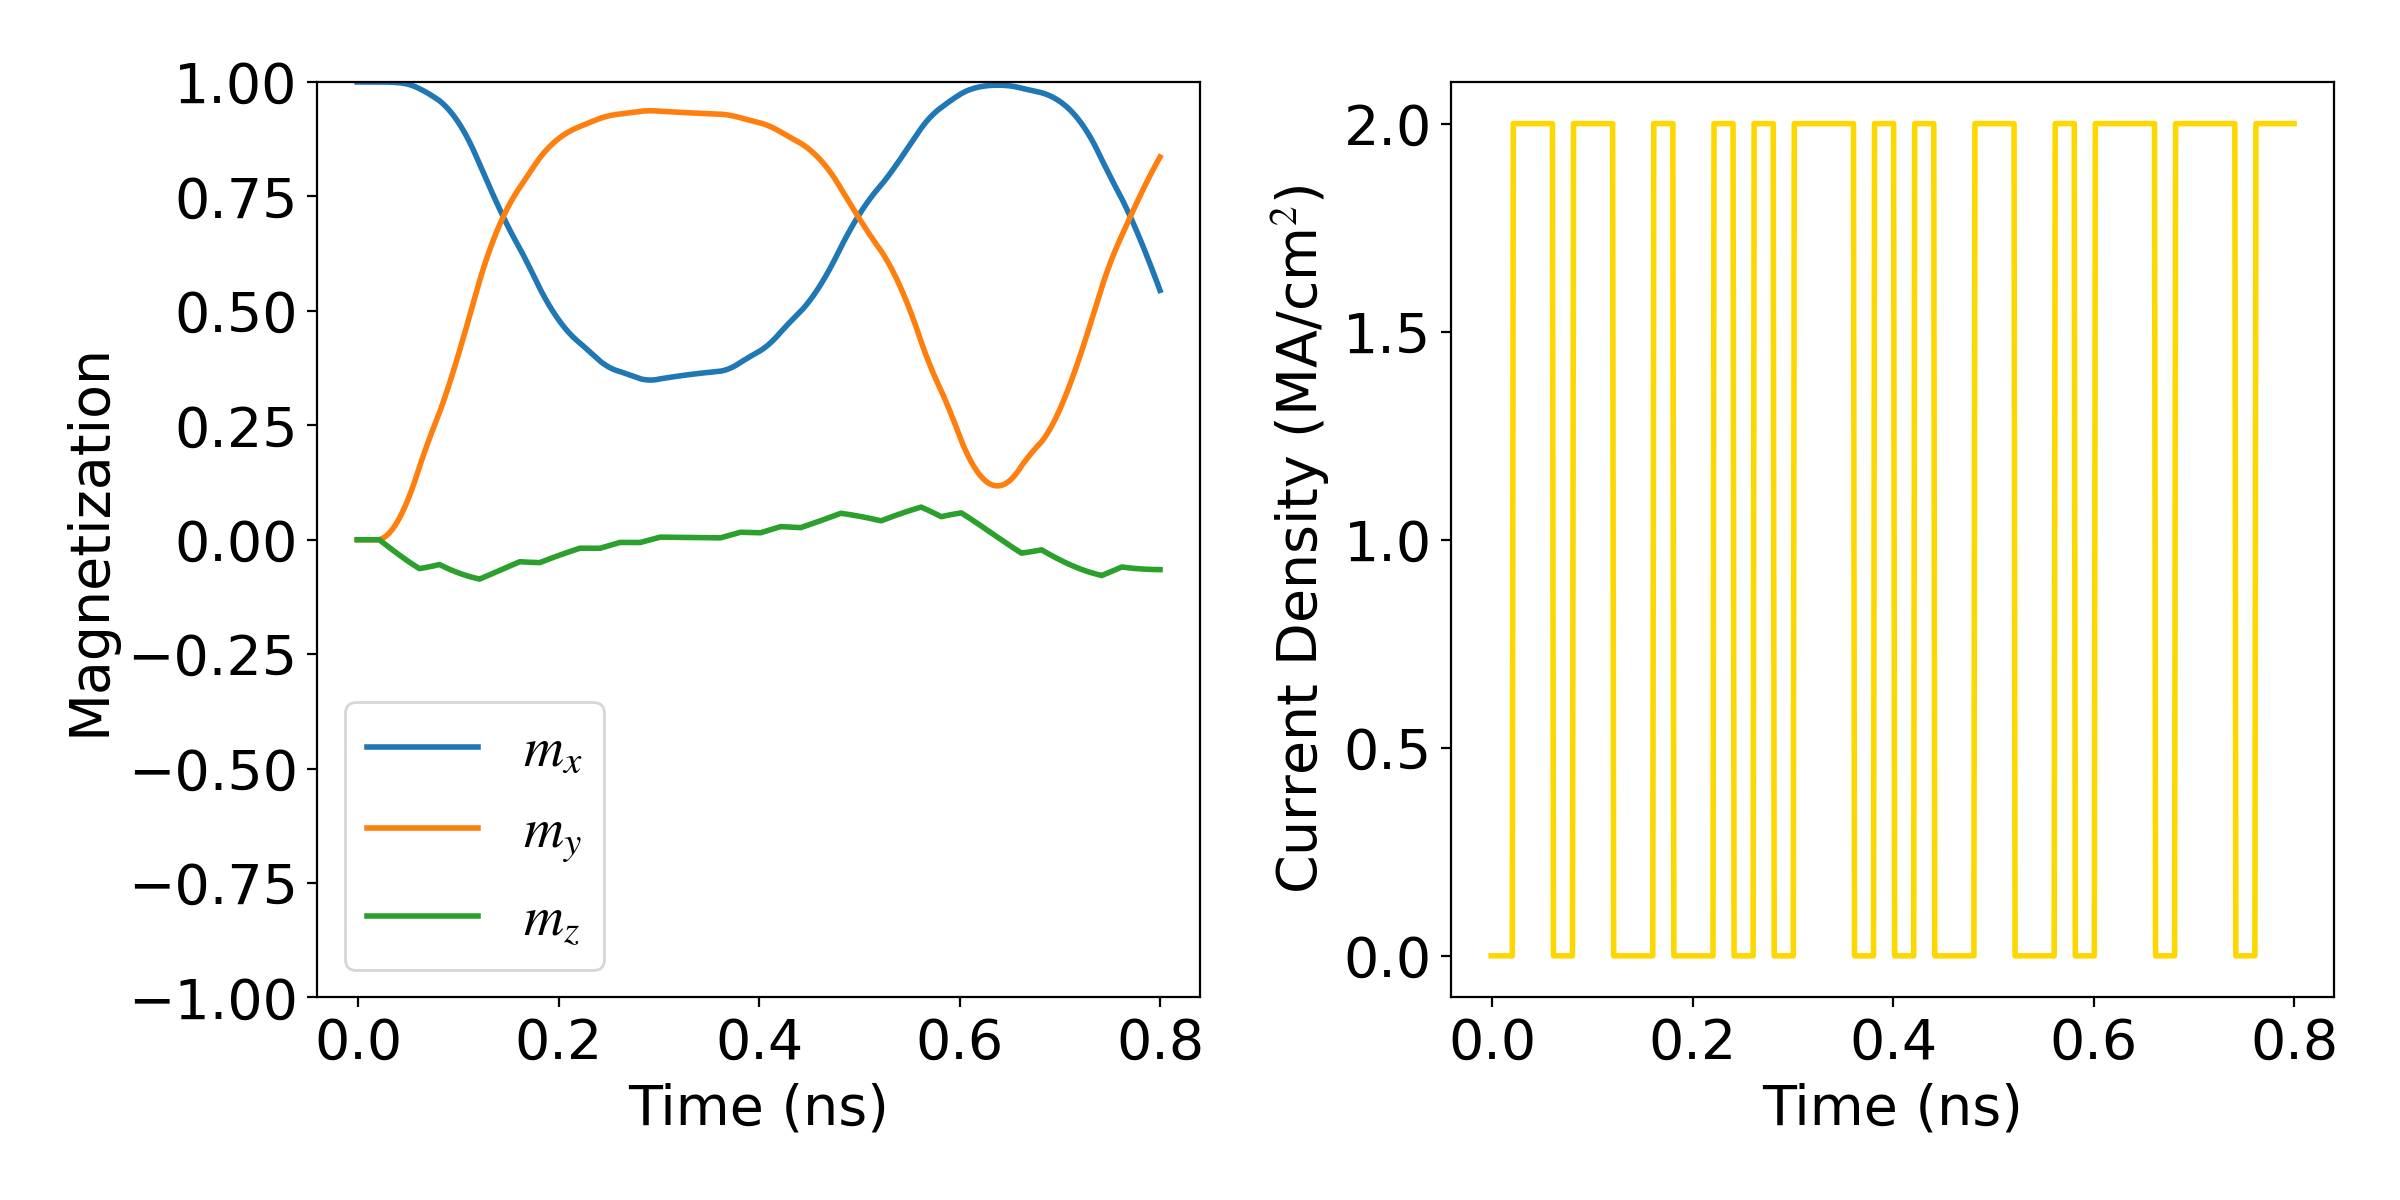 1.00
0.75
0.50
0.25
0.00
−0.25
−0.50
−0.75
−1.00
Magnetization
0.0 0.2 0.4 0.6 0.8
Time (ns)
m_x
m_y
m_z
2.0
1.5
1.0
0.5
0.0
Current Density (MA/cm²)
0.0 0.2 0.4 0.6 0.8
Time (ns)